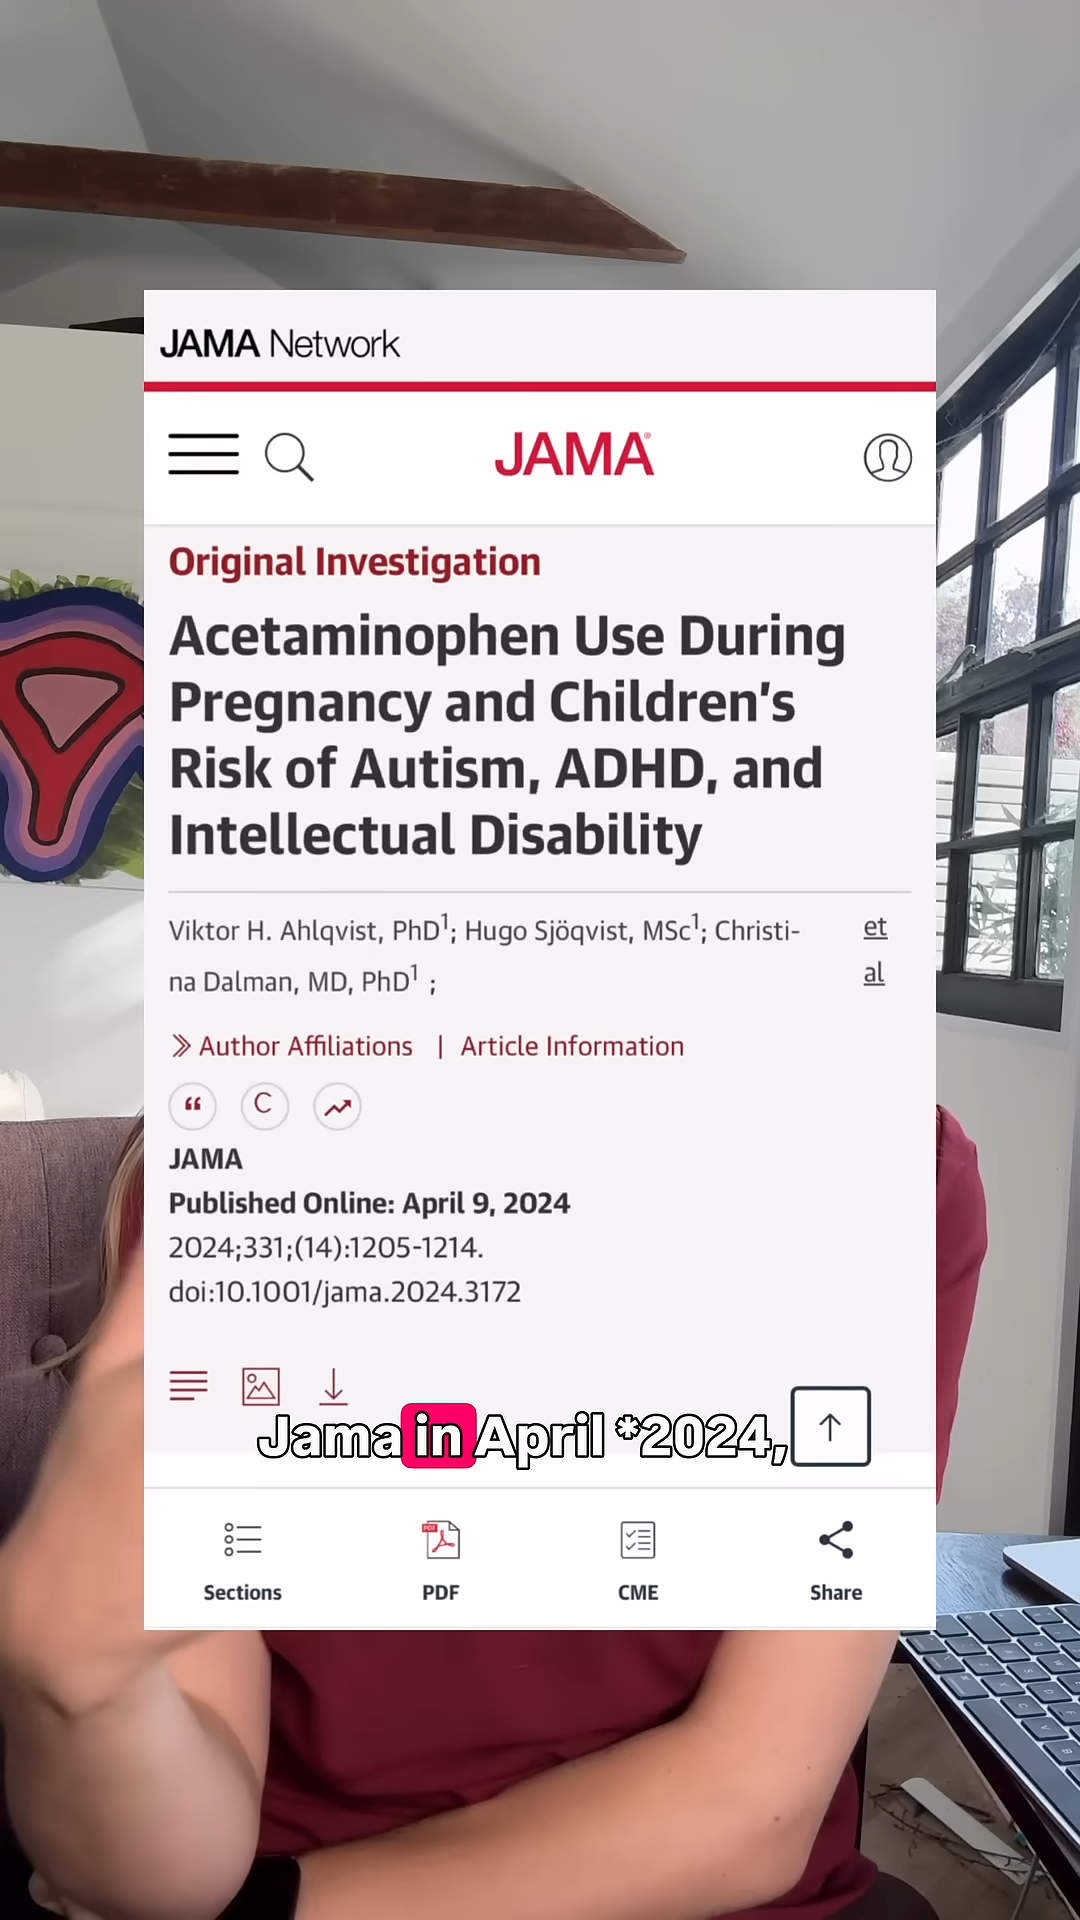 JAMA Network
JAMA
Original Investigation
Acetaminophen Use During
Pregnancy and Children's
Risk of Autism, ADHD, and
Intellectual Disability
Viktor H. Ahlqvist, PhD1; Hugo Sjöqvist, MSc1; Christi-
na Dalman, MD, PhD1 ;
et
al
Author Affiliations | Article Information
JAMA
Published Online: April 9, 2024
2024;331;(14):1205-1214.
doi:10.1001/jama.2024.3172
Jama in April *2024,
Sections
PDF
CME
Share